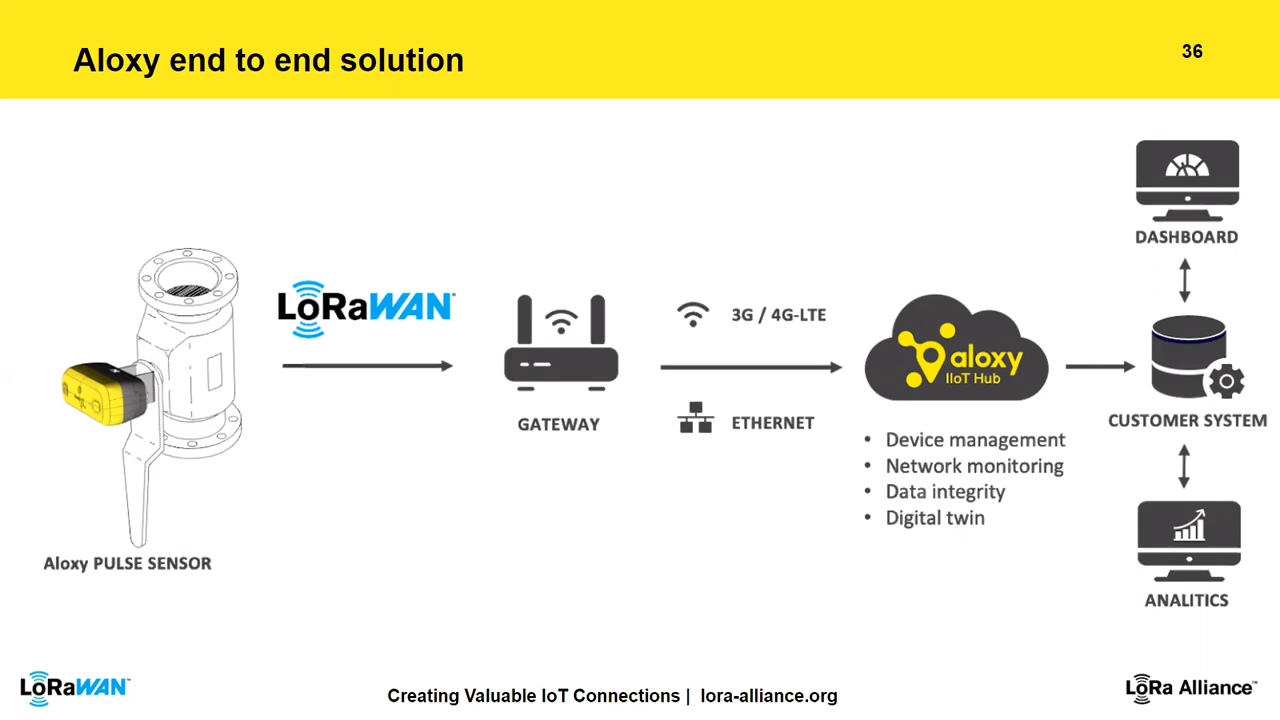 Aloxy end to end solution
36
DASHBOARD
LoRaWAN®
3G / 4G-LTE
aloxy
IIoT Hub
GATEWAY
ETHERNET
CUSTOMER SYSTEM
• Device management
• Network monitoring
• Data integrity
• Digital twin
Aloxy PULSE SENSOR
ANALITICS
LoRaWAN™
Creating Valuable IoT Connections | lora-alliance.org
LoRa Alliance™